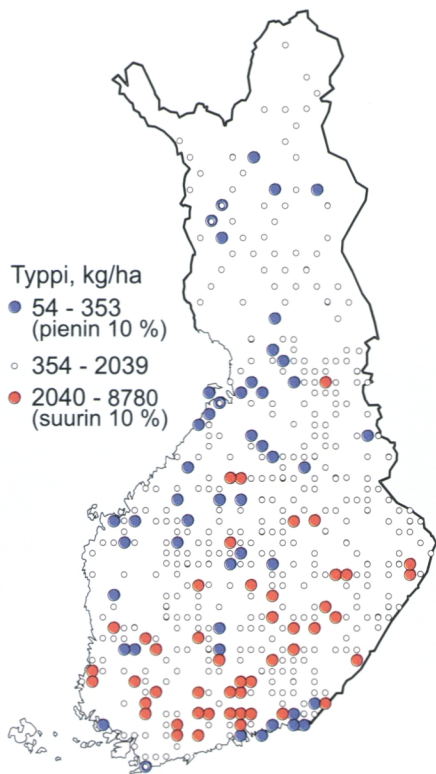 Typpi, kg/ha
54 - 353
(pienin 10 %)
354 - 2039
2040 - 8780
(suurin 10 %)